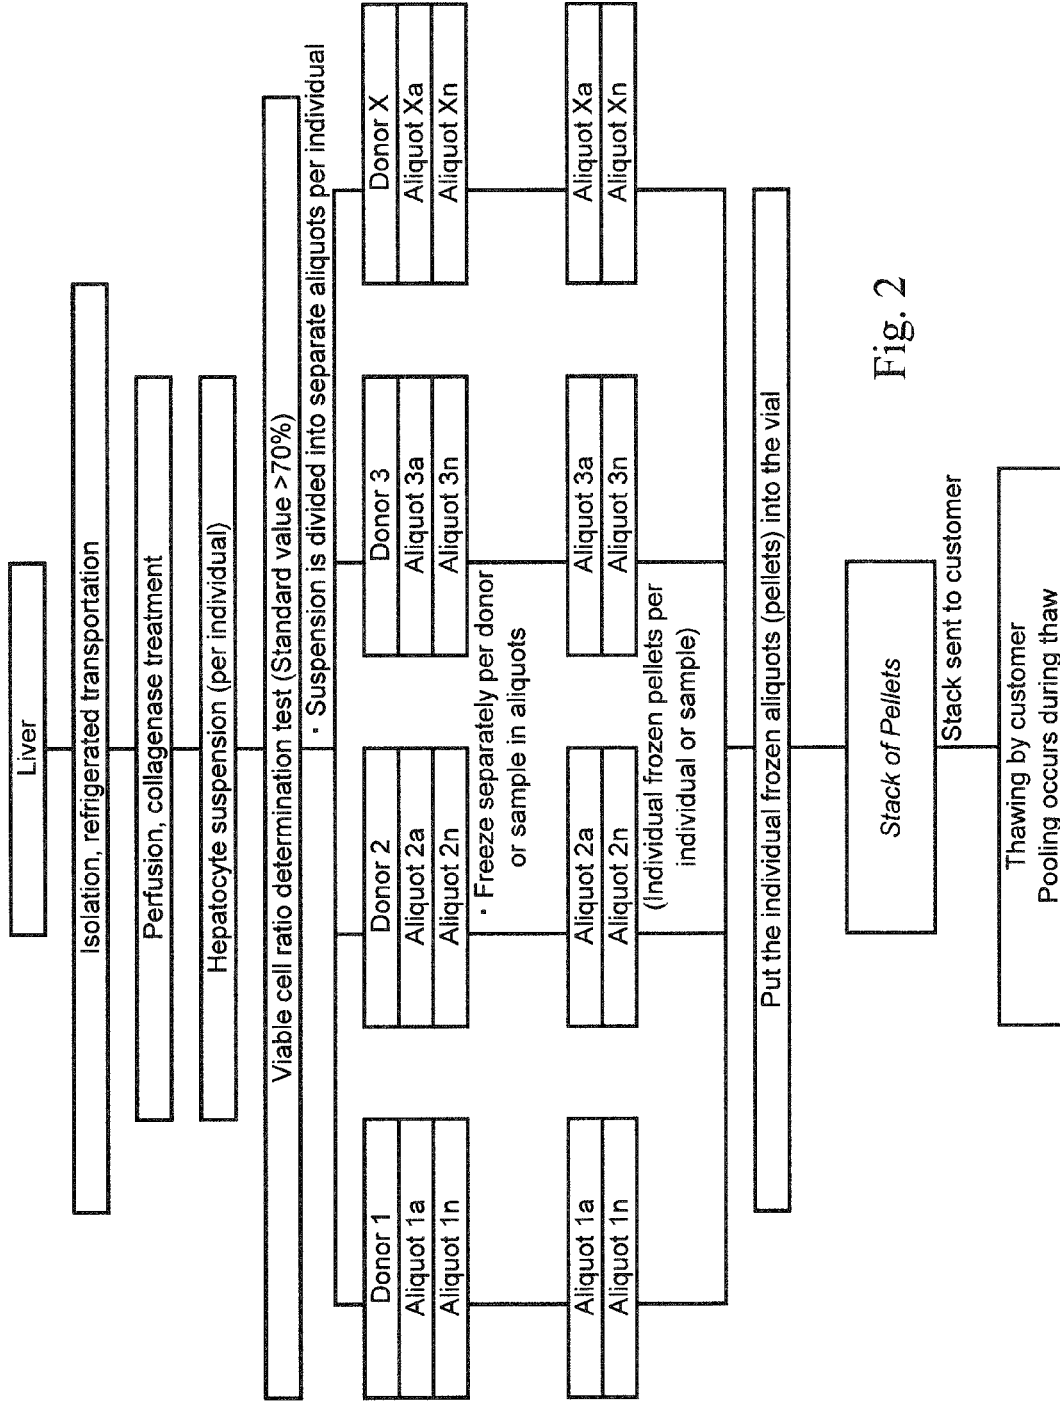 Liver
Isolation, refrigerated transportation
Perfusion, collagenase treatment
Hepatocyte suspension (per individual)
Viable cell ratio determination test (Standard value >70%)
· Suspension is divided into separate aliquots per individual
Donor 1
Aliquot 1a
Aliquot 1n
Donor 2
Aliquot 2a
Aliquot 2n
Donor 3
Aliquot 3a
Aliquot 3n
Donor X
Aliquot Xa
Aliquot Xn
· Freeze separately per donor
or sample in aliquots
Aliquot 1a
Aliquot 1n
Aliquot 2a
Aliquot 2n
Aliquot 3a
Aliquot 3n
Aliquot Xa
Aliquot Xn
(Individual frozen pellets per
individual or sample)
Put the individual frozen aliquots (pellets) into the vial
Stack of Pellets
Stack sent to customer
Thawing by customer
Pooling occurs during thaw
Fig. 2